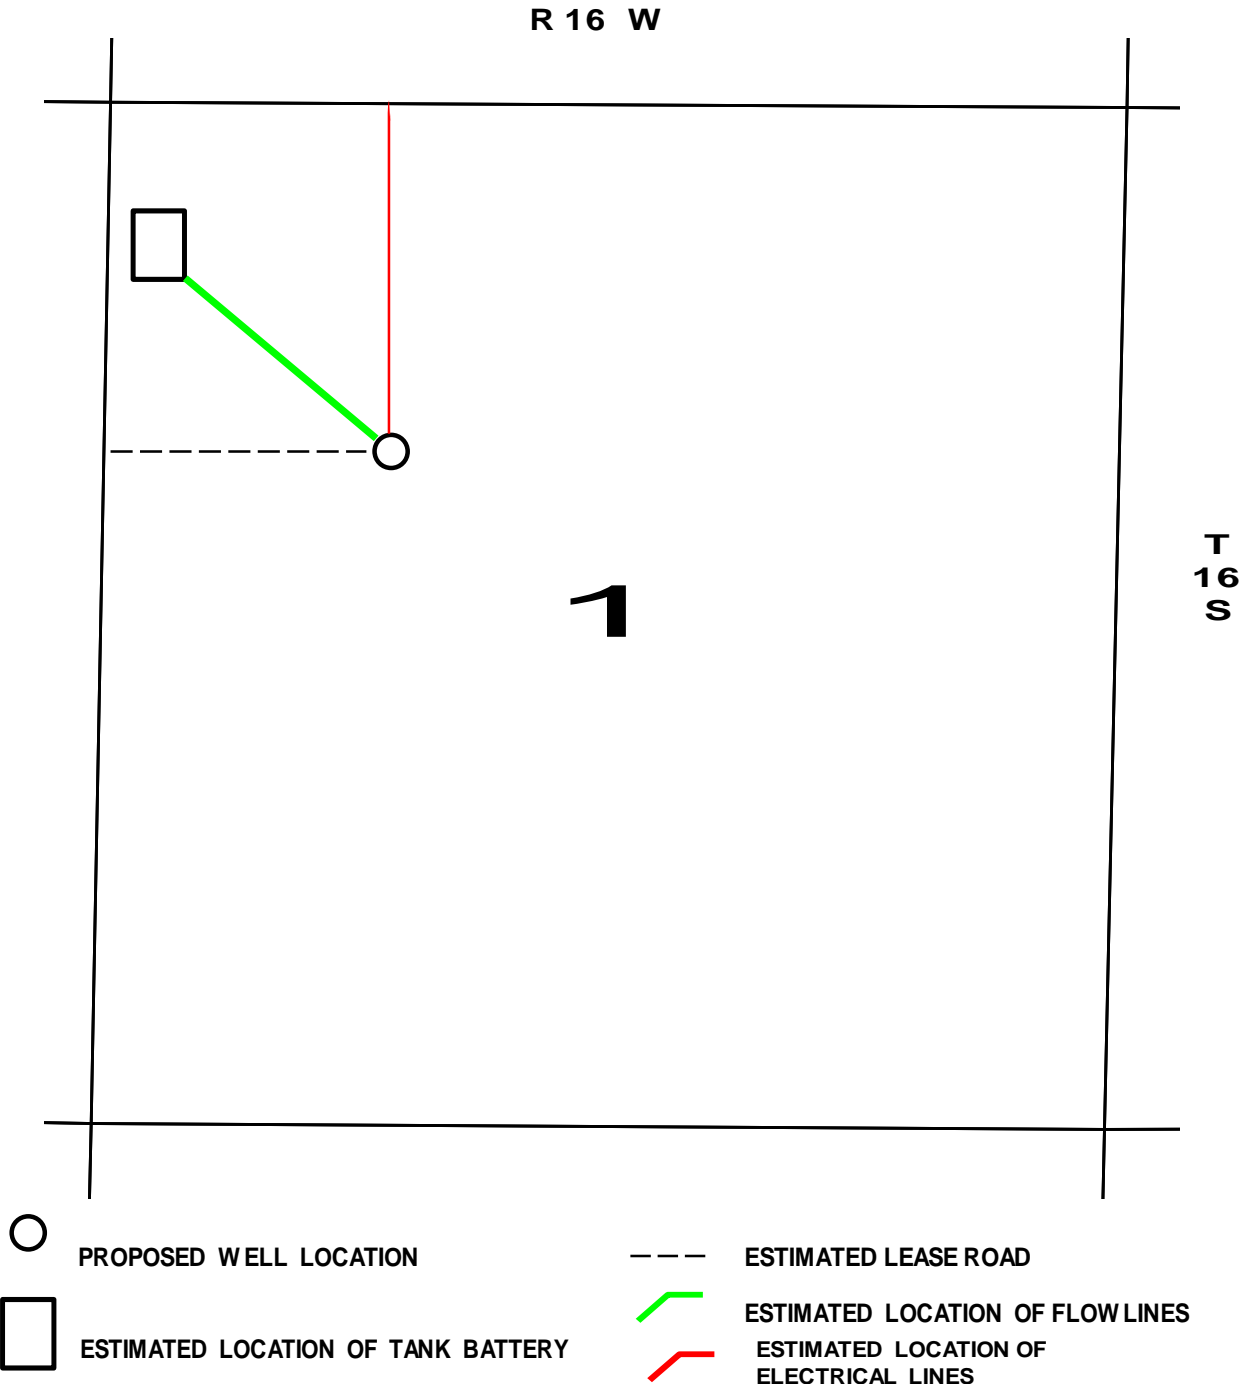 R 16 W
T
16
S
1
PROPOSED WELL LOCATION
ESTIMATED LEASE ROAD
ESTIMATED LOCATION OF FLOW LINES
ESTIMATED LOCATION OF TANK BATTERY
ESTIMATED LOCATION OF
ELECTRICAL LINES